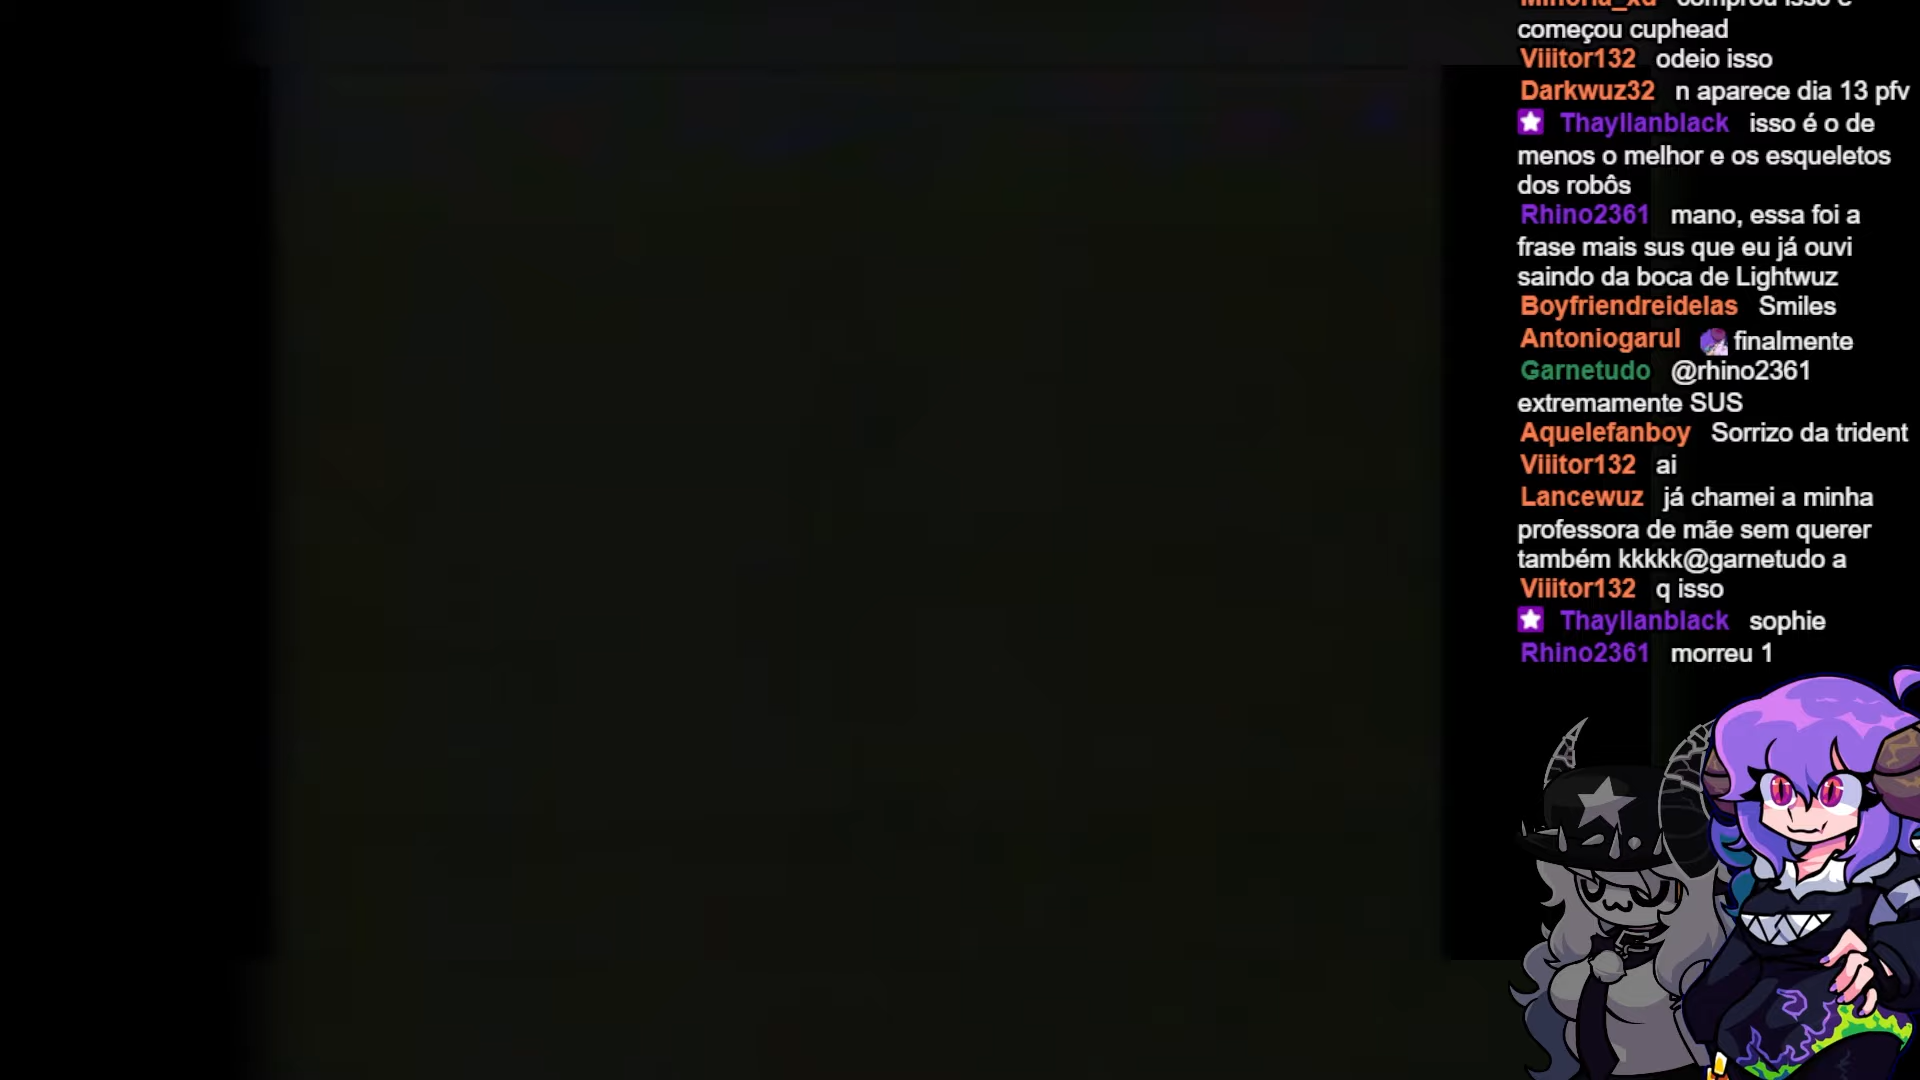 Minoria_xd comprou isso e
começou cuphead
Viiitor132 odeio isso
Darkwuz32 n aparece dia 13 pfv
Thayllanblack isso é o de
menos o melhor e os esqueletos
dos robôs
Rhino2361 mano, essa foi a
frase mais sus que eu já ouvi
saindo da boca de Lightwuz
Boyfriendreidelas Smiles
Antoniogarul finalmente
Garnetudo @rhino2361
extremamente SUS
Aquelefanboy Sorrizo da trident
Viiitor132 ai
Lancewuz já chamei a minha
professora de mãe sem querer
também kkkkk@garnetudo a
Viiitor132 q isso
Thayllanblack sophie
Rhino2361 morreu 1